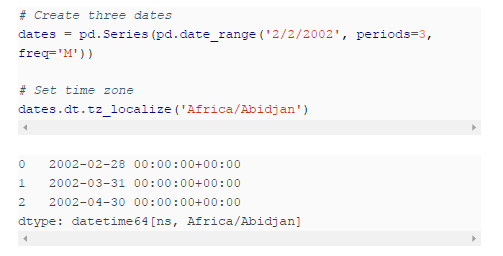 # Create three dates
dates = pd.Series(pd.date_range('2/2/2002', periods=3,
freq='M'))
# Set time zone
dates.dt.tz_localize('Africa/Abidjan')
0   2002-02-28 00:00:00+00:00
1   2002-03-31 00:00:00+00:00
2   2002-04-30 00:00:00+00:00
dtype: datetime64[ns, Africa/Abidjan]